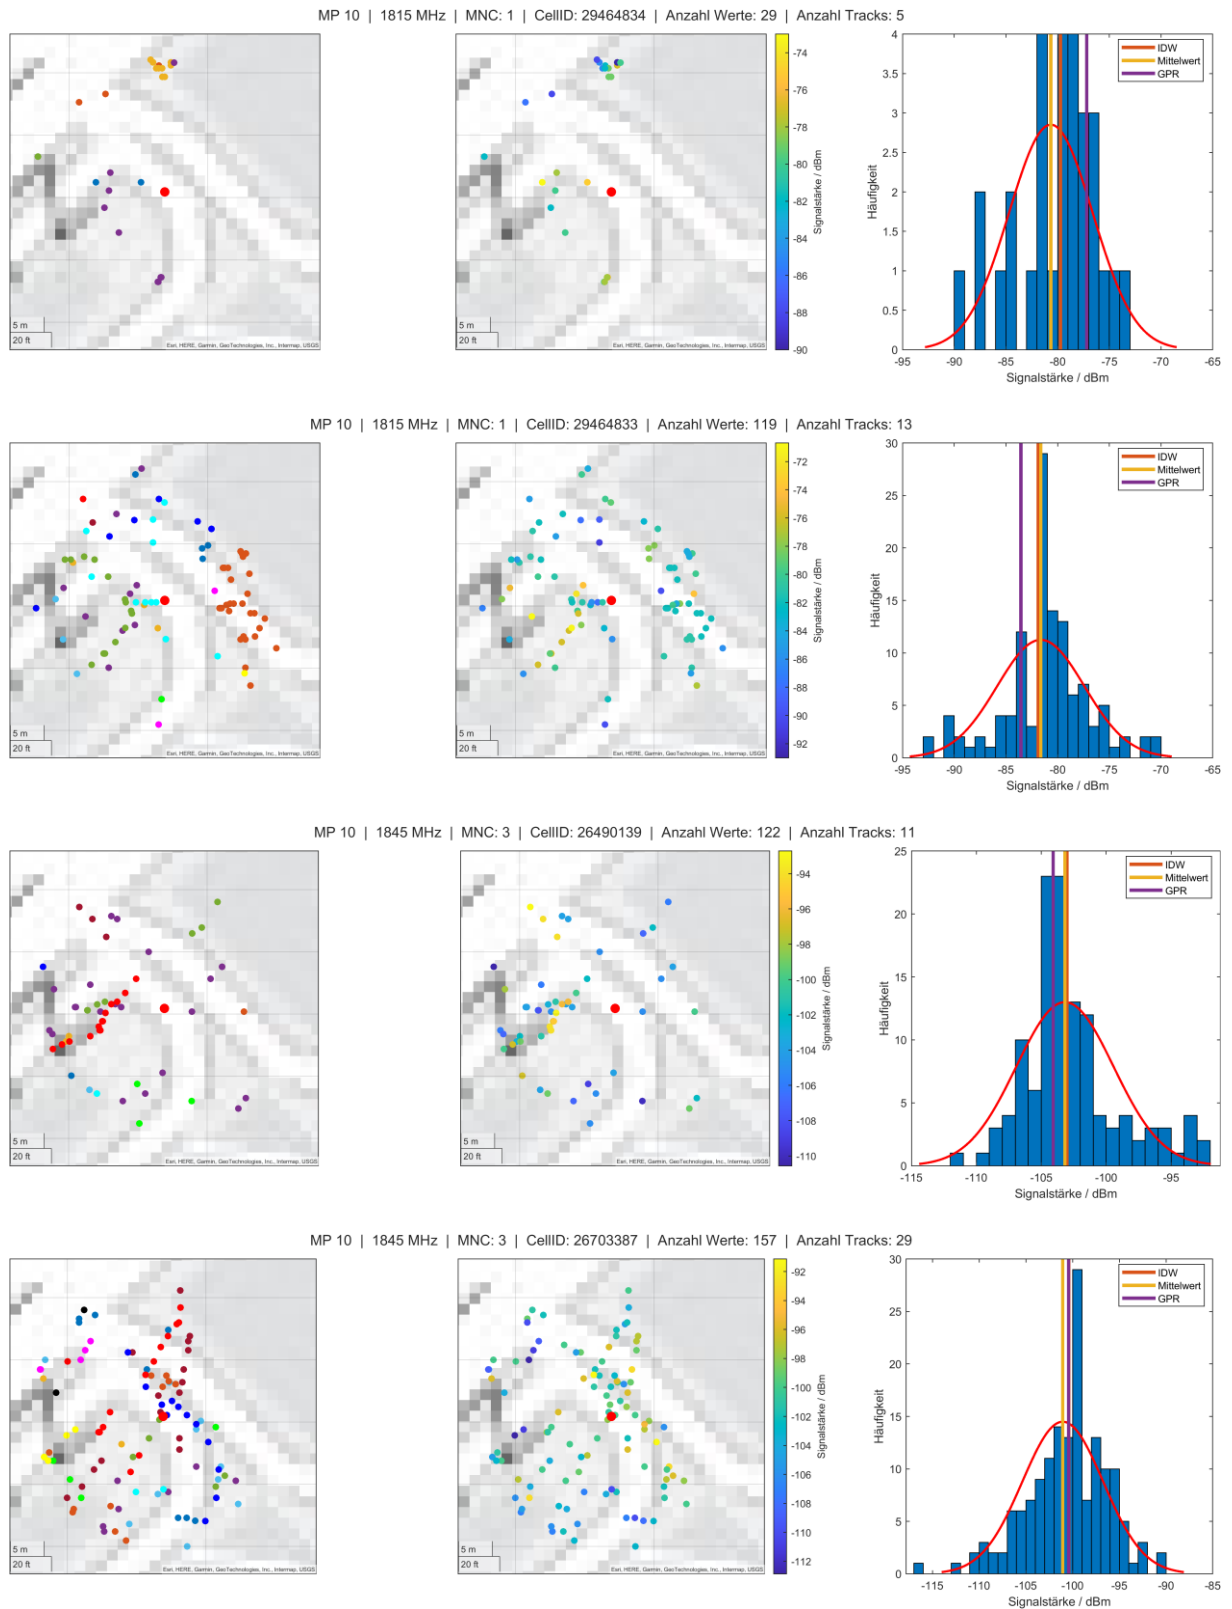 MP 10 | 1815 MHz | MNC: 1 | CellID: 29464834 | Anzahl Werte: 29 | Anzahl Tracks: 5
5 m
20 ft
Esri, HERE, Garmin, GeoTechnologies, Inc., Intermap, USGS
5 m
20 ft
Esri, HERE, Garmin, GeoTechnologies, Inc., Intermap, USGS
-74
-76
-78
-80
-82
-84
-86
-88
-90
Signalstärke / dBm
4
3.5
3
2.5
2
1.5
1
0.5
0
Häufigkeit
IDW
Mittelwert
GPR
-95 -90 -85 -80 -75 -70 -65
Signalstärke / dBm
MP 10 | 1815 MHz | MNC: 1 | CellID: 29464833 | Anzahl Werte: 119 | Anzahl Tracks: 13
5 m
20 ft
Esri, HERE, Garmin, GeoTechnologies, Inc., Intermap, USGS
5 m
20 ft
Esri, HERE, Garmin, GeoTechnologies, Inc., Intermap, USGS
-72
-74
-76
-78
-80
-82
-84
-86
-88
-90
-92
Signalstärke / dBm
30
25
20
15
10
5
0
Häufigkeit
IDW
Mittelwert
GPR
-95 -90 -85 -80 -75 -70 -65
Signalstärke / dBm
MP 10 | 1845 MHz | MNC: 3 | CellID: 26490139 | Anzahl Werte: 122 | Anzahl Tracks: 11
5 m
20 ft
Esri, HERE, Garmin, GeoTechnologies, Inc., Intermap, USGS
5 m
20 ft
Esri, HERE, Garmin, GeoTechnologies, Inc., Intermap, USGS
-94
-96
-98
-100
-102
-104
-106
-108
-110
Signalstärke / dBm
25
20
15
10
5
0
Häufigkeit
IDW
Mittelwert
GPR
-115 -110 -105 -100 -95
Signalstärke / dBm
MP 10 | 1845 MHz | MNC: 3 | CellID: 26703387 | Anzahl Werte: 157 | Anzahl Tracks: 29
5 m
20 ft
Esri, HERE, Garmin, GeoTechnologies, Inc., Intermap, USGS
5 m
20 ft
Esri, HERE, Garmin, GeoTechnologies, Inc., Intermap, USGS
-92
-94
-96
-98
-100
-102
-104
-106
-108
-110
-112
Signalstärke / dBm
30
25
20
15
10
5
0
Häufigkeit
IDW
Mittelwert
GPR
-115 -110 -105 -100 -95 -90 -85
Signalstärke / dBm